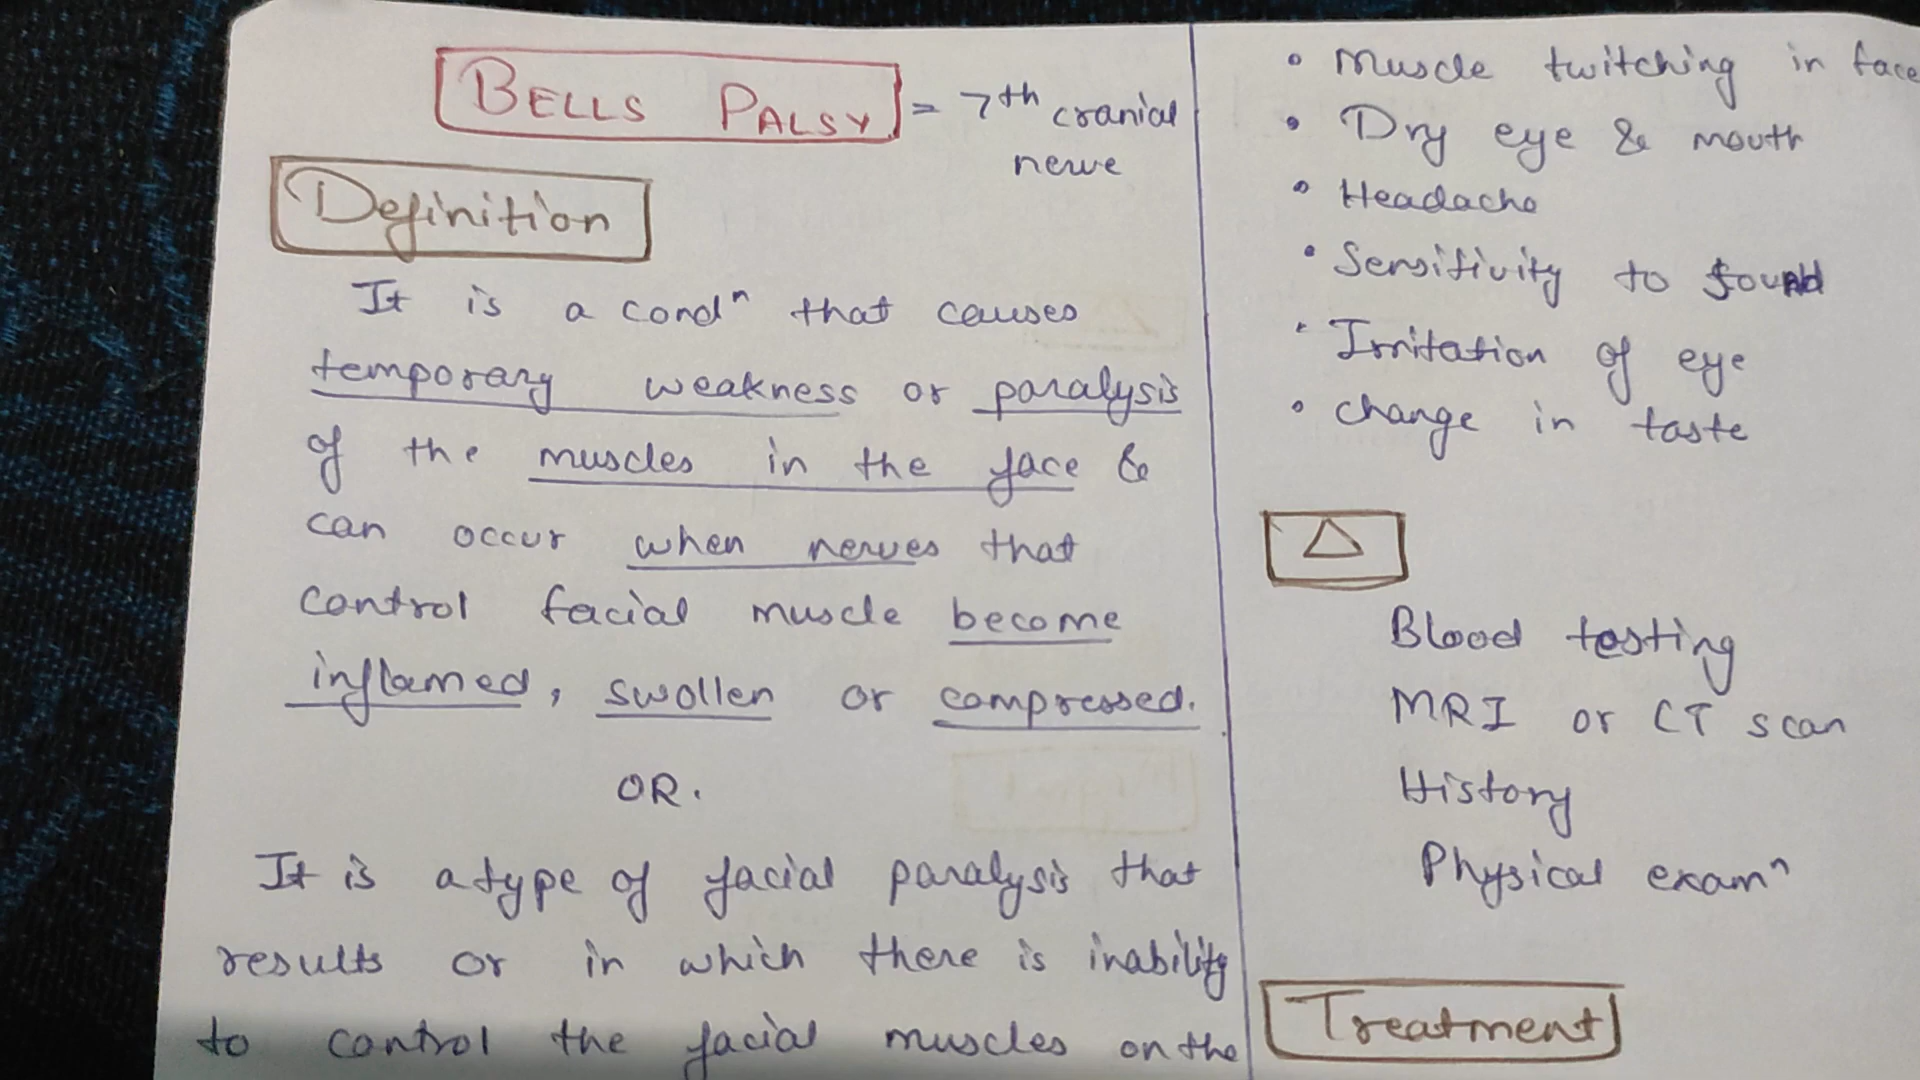 BELLS PALSY = 7th cranial
nerve
Definition
It is a condⁿ that causes
temporary weakness or paralysis
of the muscles in the face &
can occur when nerves that
control facial muscle become
inflamed, swollen or compressed.
OR.
It is a type of facial paralysis that
results or in which there is inability
to control the facial muscles on the
• Muscle twitching in face
• Dry eye & mouth
• Headache
• Sensitivity to sound
• Irritation of eye
• change in taste
△
Blood testing
MRI or CT scan
History
Physical examⁿ
Treatment